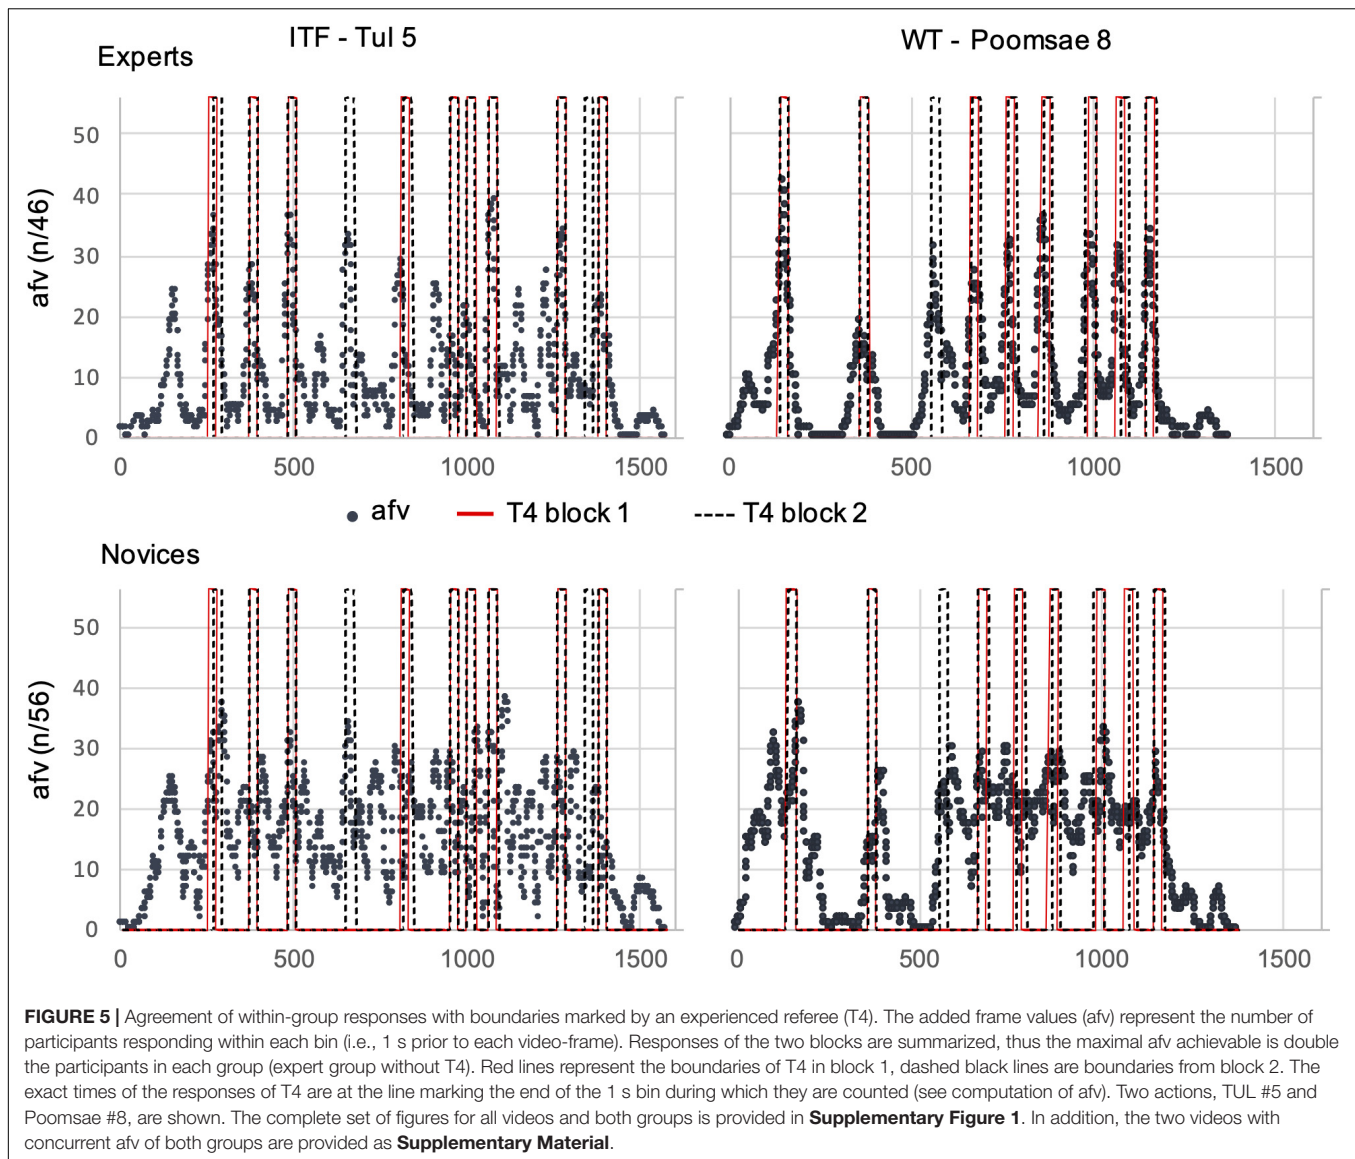 ITF - Tul 5
WT - Poomsae 8
Experts
afv (n/46)
50
40
30
20
10
0
0 500 1000 1500
0 500 1000 1500
afv T4 block 1 ---- T4 block 2
Novices
afv (n/56)
50
40
30
20
10
0
0 500 1000 1500
0 500 1000 1500
FIGURE 5 | Agreement of within-group responses with boundaries marked by an experienced referee (T4). The added frame values (afv) represent the number of
participants responding within each bin (i.e., 1 s prior to each video-frame). Responses of the two blocks are summarized, thus the maximal afv achievable is double
the participants in each group (expert group without T4). Red lines represent the boundaries of T4 in block 1, dashed black lines are boundaries from block 2. The
exact times of the responses of T4 are at the line marking the end of the 1 s bin during which they are counted (see computation of afv). Two actions, TUL #5 and
Poomsae #8, are shown. The complete set of figures for all videos and both groups is provided in Supplementary Figure 1. In addition, the two videos with
concurrent afv of both groups are provided as Supplementary Material.